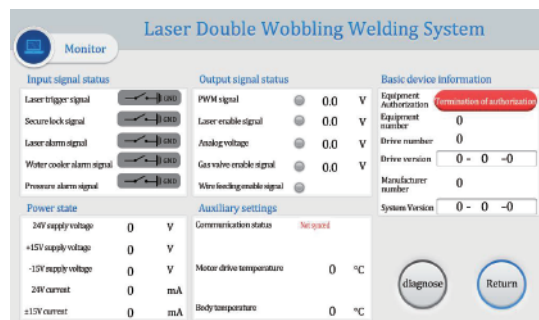 Laser Double Wobbling Welding System
Monitor
Input signal status
Laser trigger signal GND
Secure lock signal GND
Laser alarm signal GND
Water cooler alarm signal GND
Pressure alarm signal GND
Output signal status
PWM signal 0.0 V
Laser enable signal 0.0 V
Analog voltage 0.0 V
Gas valve enable signal 0.0 V
Wire feeding enable signal
Basic device information
Equipment Authorization Termination of authorization
Equipment number 0
Drive number 0
Drive version 0 - 0 -0
Manufacturer number 0
System Version 0 - 0 -0
Power state
24V supply voltage 0 V
+15V supply voltage 0 V
-15V supply voltage 0 V
24V current 0 mA
±15V current 0 mA
Auxiliary settings
Communication status
Motor drive temperature 0 °C
Body temperature 0 °C
diagnose
Return